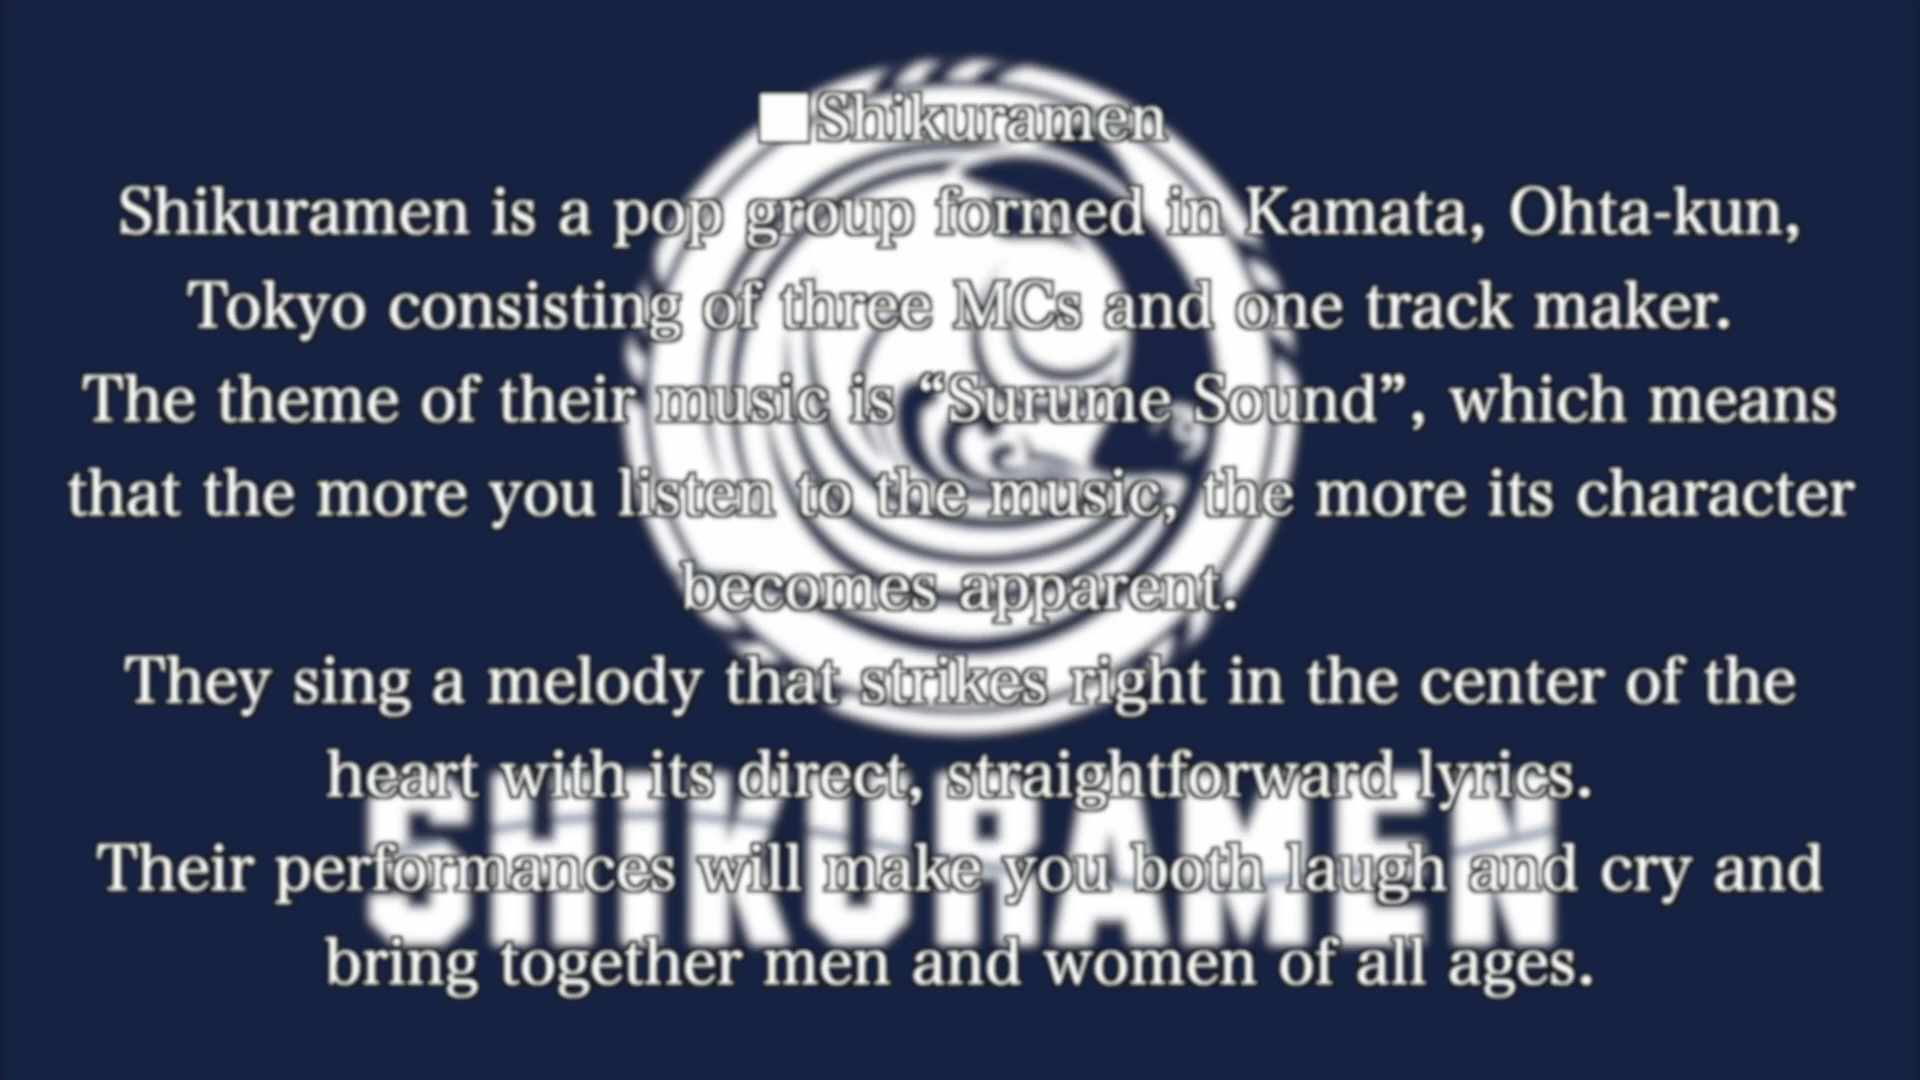 ■Shikuramen
Shikuramen is a pop group formed in Kamata, Ohta-kun,
Tokyo consisting of three MCs and one track maker.
The theme of their music is “Surume Sound”, which means
that the more you listen to the music, the more its character
becomes apparent.
They sing a melody that strikes right in the center of the
heart with its direct, straightforward lyrics.
Their performances will make you both laugh and cry and
bring together men and women of all ages.
SHIKURAMEN